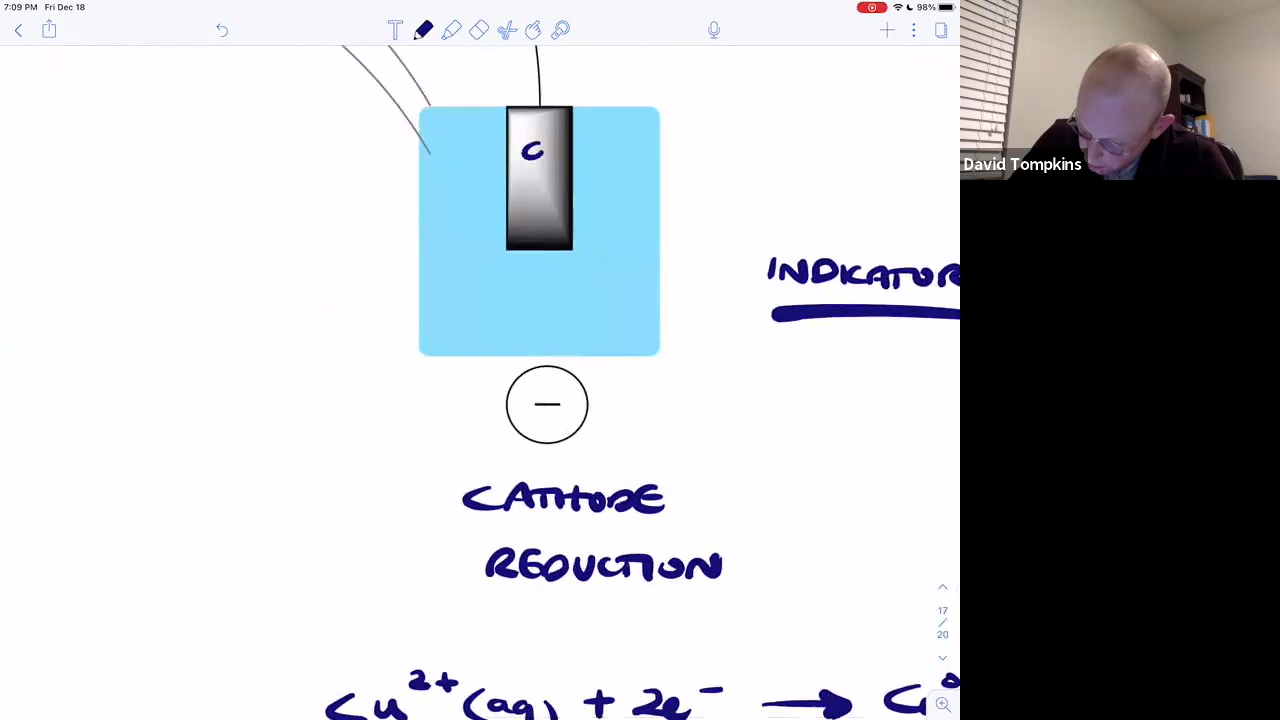 7:09 PM Fri Dec 18
98%
T
C
David Tompkins
INDICATOR
−
CATHODE
REDUCTION
17
/
20
Cu²⁺(aq) + 2e⁻ → C